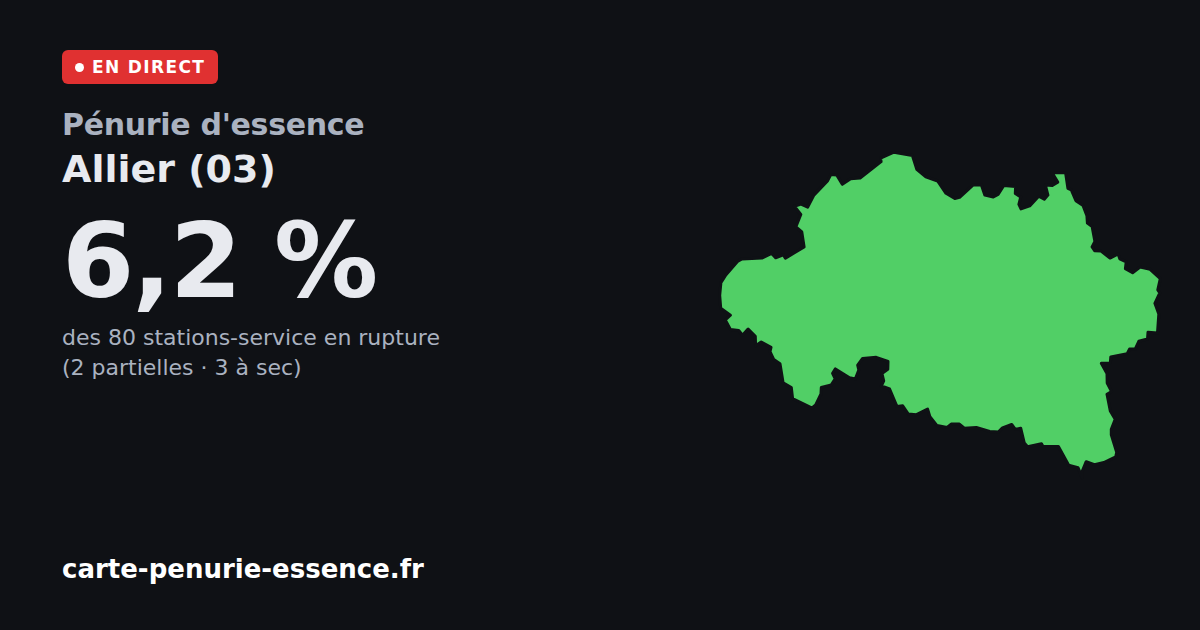 EN DIRECT
Pénurie d'essence
Allier (03)
6,2 %
des 80 stations-service en rupture
(2 partielles · 3 à sec)
carte-penurie-essence.fr